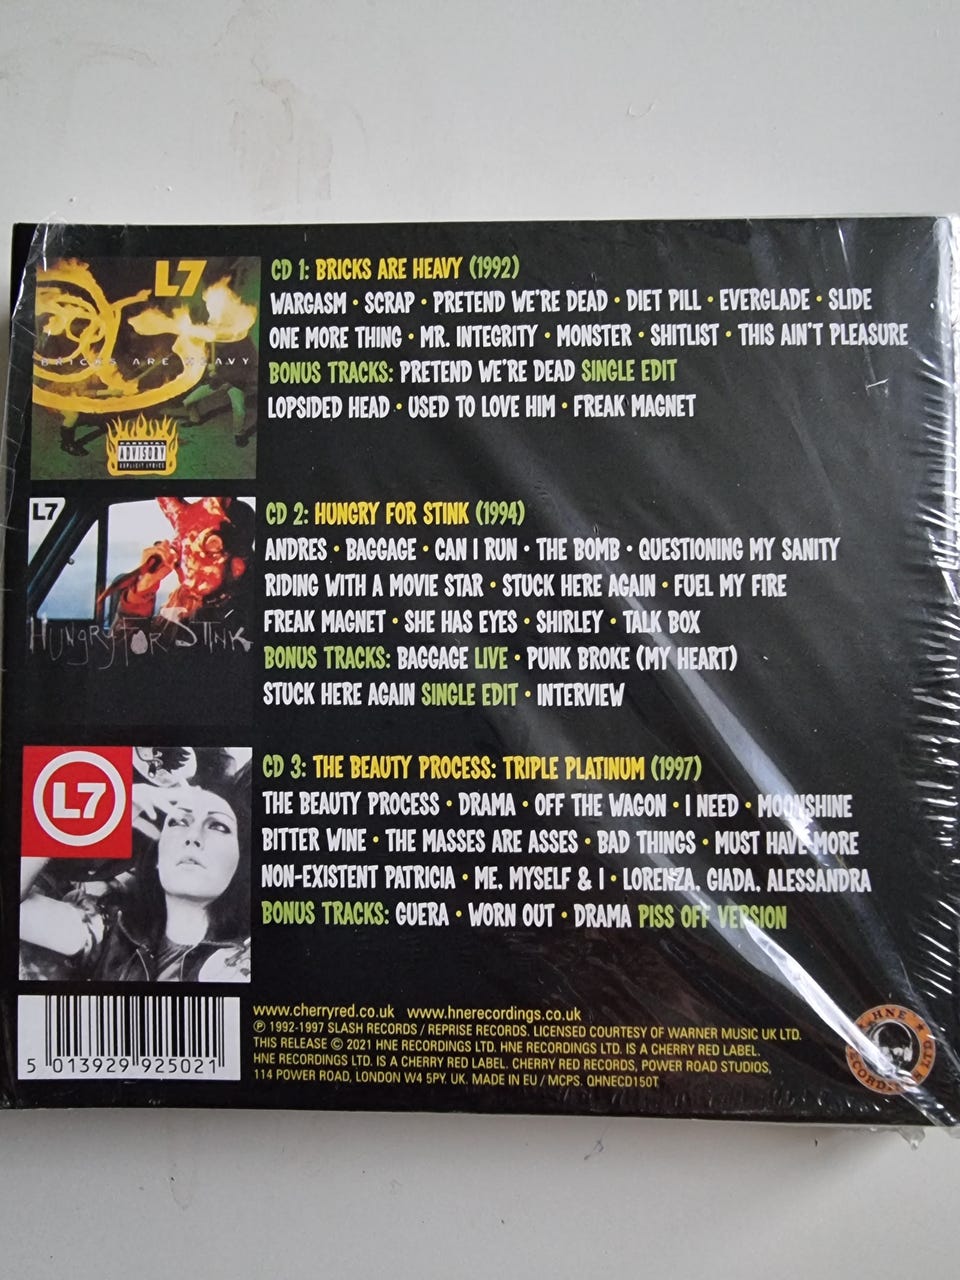 L7
BRICKS ARE HEAVY
PARENTAL
ADVISORY
EXPLICIT LYRICS
CD 1: BRICKS ARE HEAVY (1992)
WARGASM • SCRAP • PRETEND WE'RE DEAD • DIET PILL • EVERGLADE • SLIDE
ONE MORE THING • MR. INTEGRITY • MONSTER • SHITLIST • THIS AIN'T PLEASURE
BONUS TRACKS: PRETEND WE'RE DEAD SINGLE EDIT
LOPSIDED HEAD • USED TO LOVE HIM • FREAK MAGNET
L7
HUNGRY FOR STINK
CD 2: HUNGRY FOR STINK (1994)
ANDRES • BAGGAGE • CAN I RUN • THE BOMB • QUESTIONING MY SANITY
RIDING WITH A MOVIE STAR • STUCK HERE AGAIN • FUEL MY FIRE
FREAK MAGNET • SHE HAS EYES • SHIRLEY • TALK BOX
BONUS TRACKS: BAGGAGE LIVE • PUNK BROKE (MY HEART)
STUCK HERE AGAIN SINGLE EDIT • INTERVIEW
L7
CD 3: THE BEAUTY PROCESS: TRIPLE PLATINUM (1997)
THE BEAUTY PROCESS • DRAMA • OFF THE WAGON • I NEED • MOONSHINE
BITTER WINE • THE MASSES ARE ASSES • BAD THINGS • MUST HAVE MORE
NON-EXISTENT PATRICIA • ME, MYSELF & I • LORENZA, GIADA, ALESSANDRA
BONUS TRACKS: GUERA • WORN OUT • DRAMA PISS OFF VERSION
5 013929 925021
www.cherryred.co.uk www.hnerecordings.co.uk
℗ 1992-1997 SLASH RECORDS / REPRISE RECORDS. LICENSED COURTESY OF WARNER MUSIC UK LTD.
THIS RELEASE © 2021 HNE RECORDINGS LTD. HNE RECORDINGS LTD. IS A CHERRY RED LABEL.
HNE RECORDINGS LTD. IS A CHERRY RED LABEL. CHERRY RED RECORDS, POWER ROAD STUDIOS,
114 POWER ROAD, LONDON W4 5PY. UK. MADE IN EU / MCPS. QHNECD150T
HNE
RECORDINGS LTD